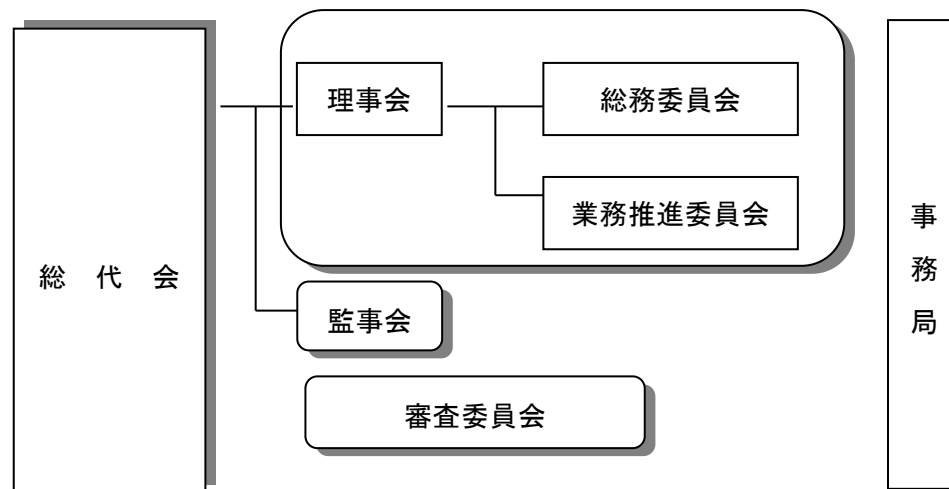 総　代　会
理事会
総務委員会
業務推進委員会
監事会
審査委員会
事務局